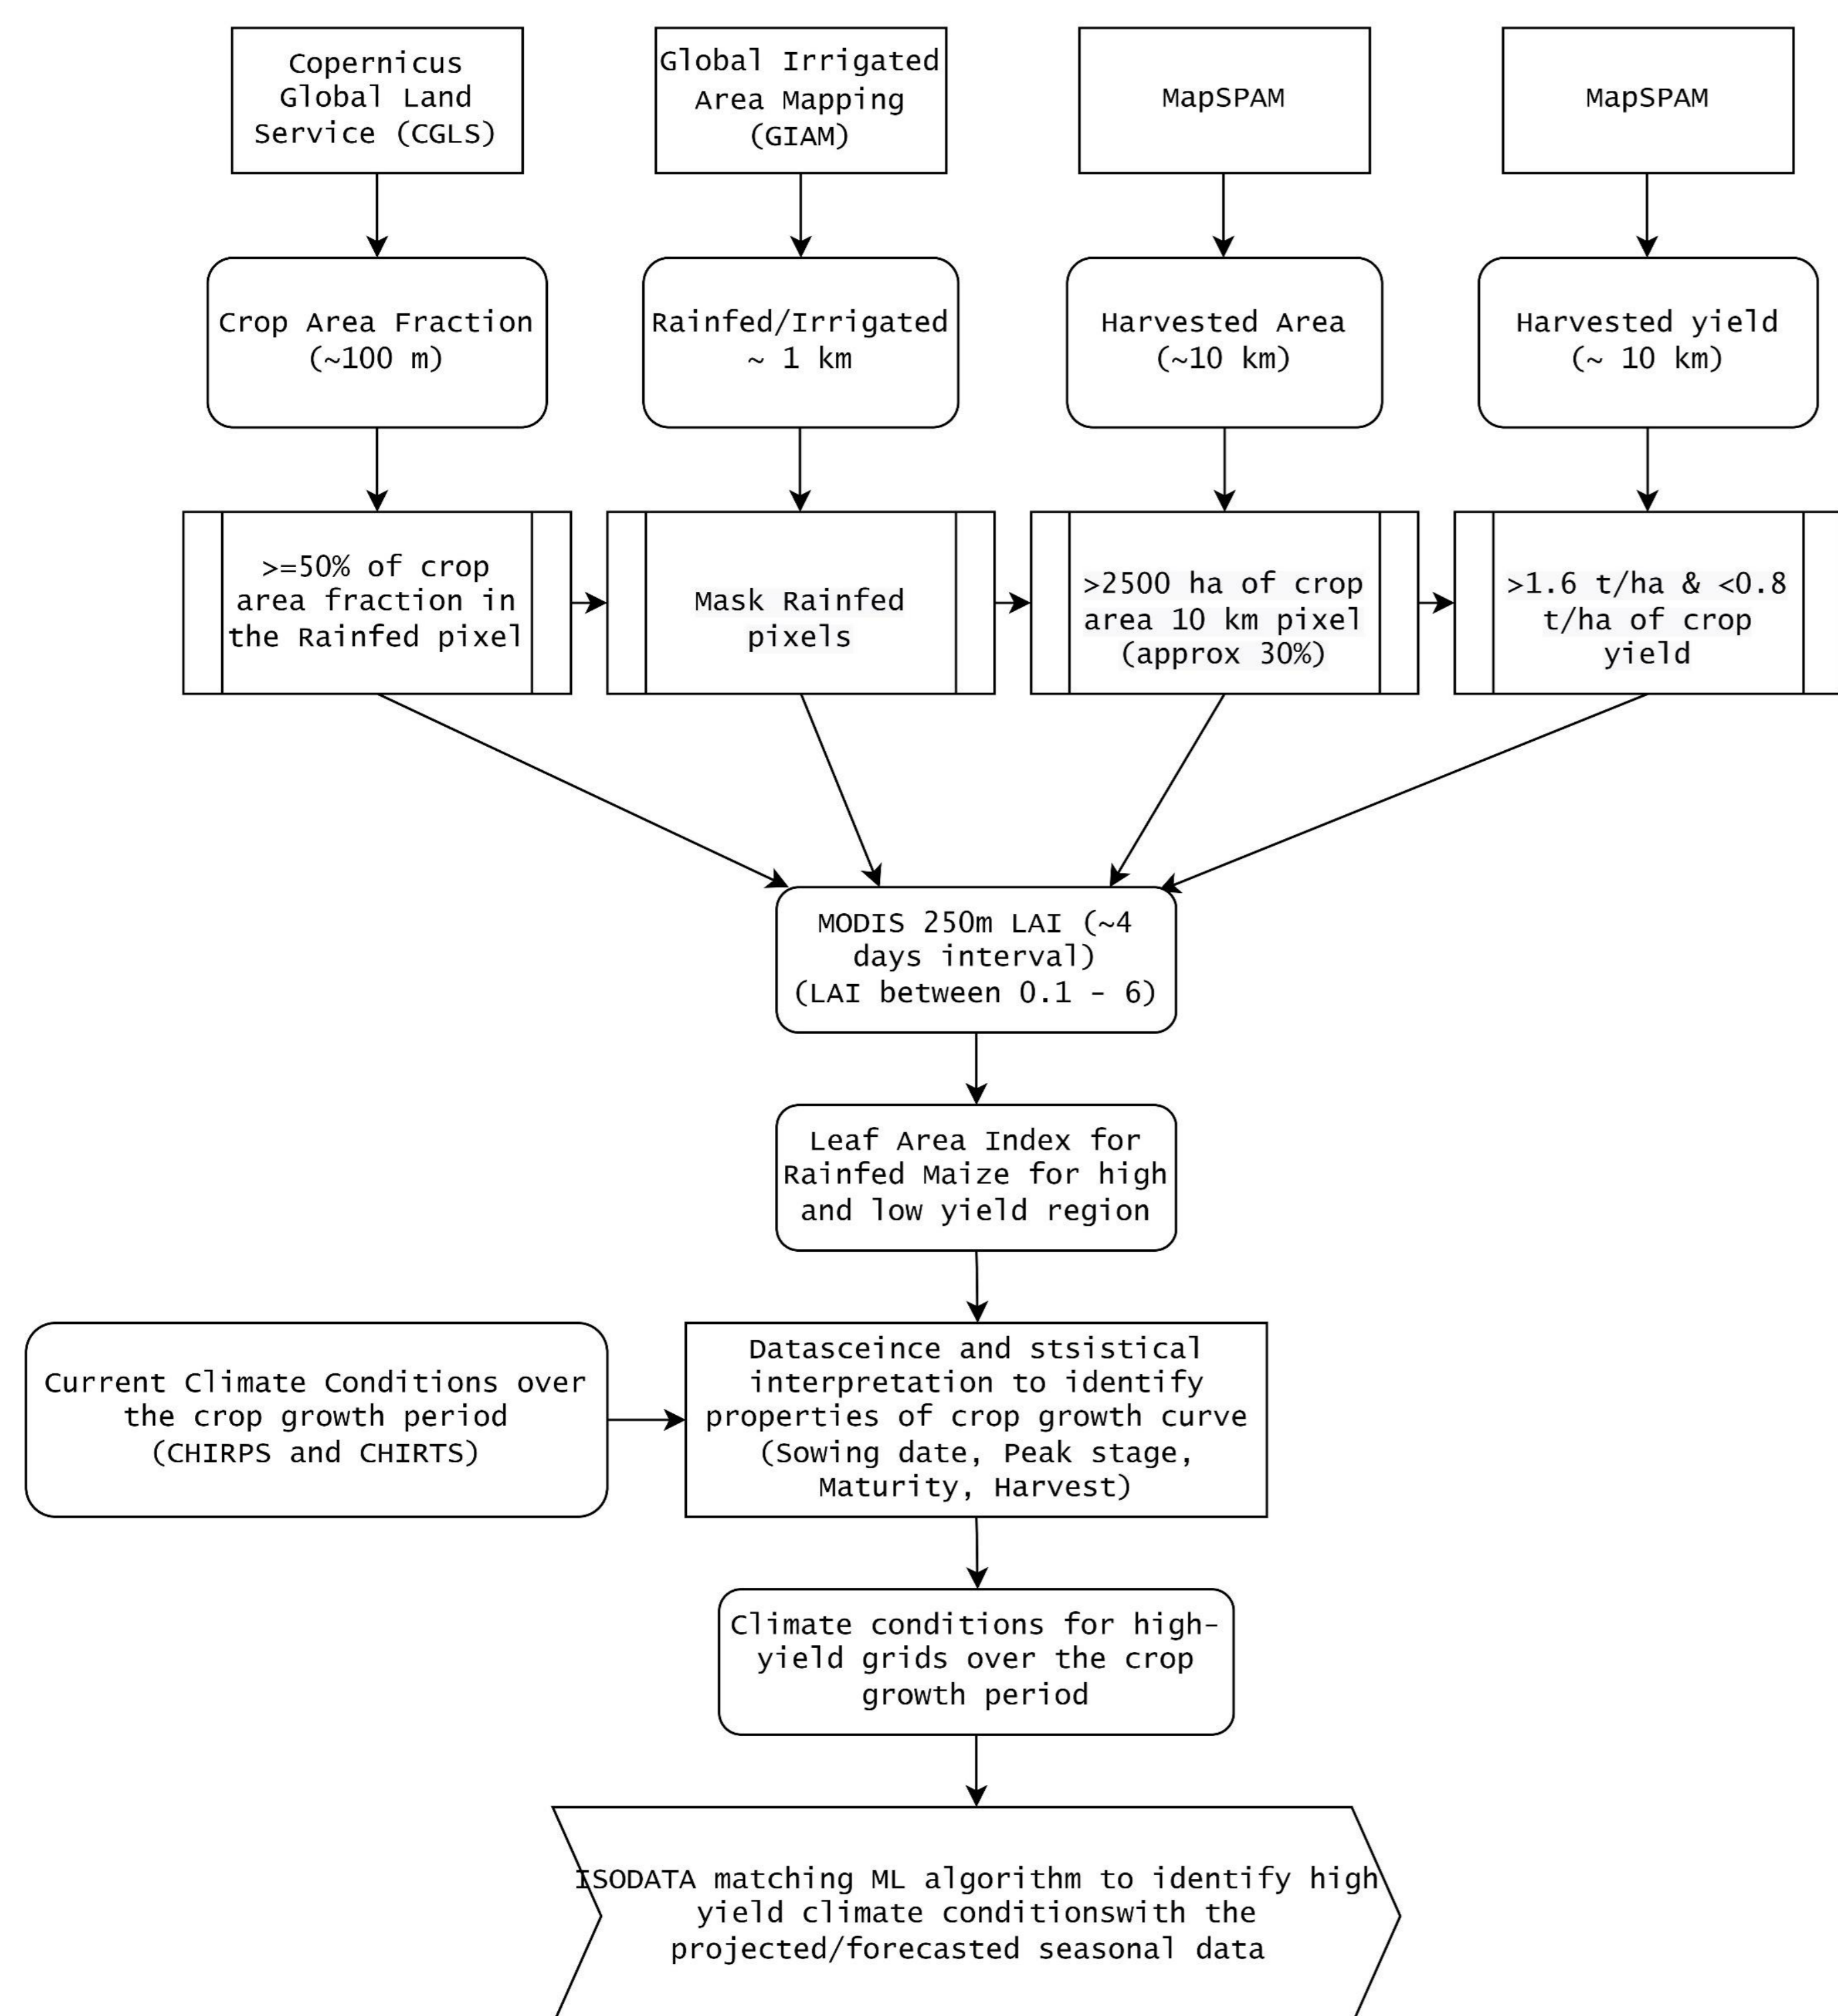 Copernicus
Global Land
Service (CGLS)
Global Irrigated
Area Mapping
(GIAM)
MapSPAM
MapSPAM
Crop Area Fraction
(~100 m)
Rainfed/Irrigated
~ 1 km
Harvested Area
(~10 km)
Harvested yield
(~ 10 km)
>=50% of crop
area fraction in
the Rainfed pixel
Mask Rainfed
pixels
>2500 ha of crop
area 10 km pixel
(approx 30%)
>1.6 t/ha & <0.8
t/ha of crop
yield
MODIS 250m LAI (~4
days interval)
(LAI between 0.1 - 6)
Leaf Area Index for
Rainfed Maize for high
and low yield region
Current Climate Conditions over
the crop growth period
(CHIRPS and CHIRTS)
Datasceince and stsistical
interpretation to identify
properties of crop growth curve
(Sowing date, Peak stage,
Maturity, Harvest)
Climate conditions for high-
yield grids over the crop
growth period
ISODATA matching ML algorithm to identify high
yield climate conditionswith the
projected/forecasted seasonal data